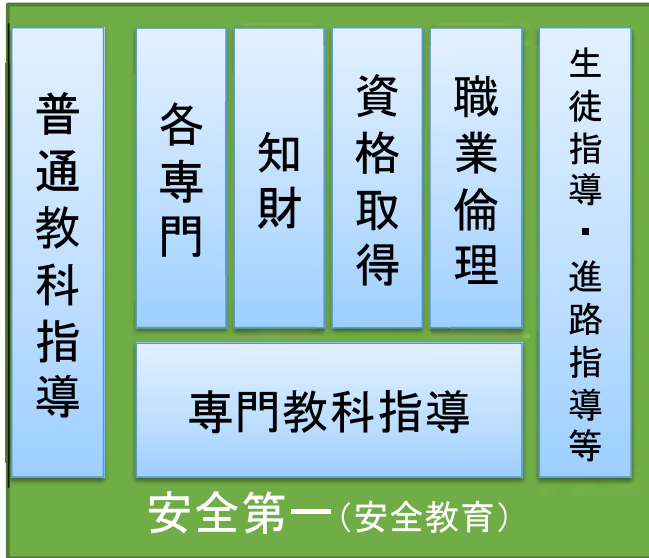 普通教科指導
各専門
知財
資格取得
職業倫理
専門教科指導
生徒指導・進路指導等
安全第一（安全教育）